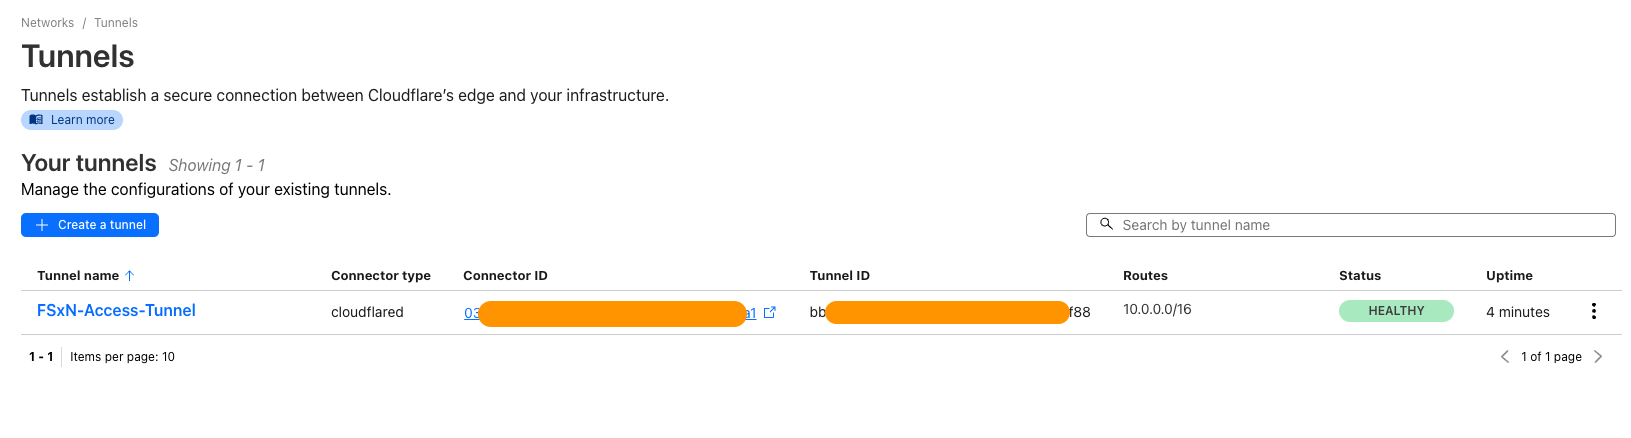 Networks / Tunnels
Tunnels
Tunnels establish a secure connection between Cloudflare’s edge and your infrastructure.
Learn more
Your tunnels Showing 1 - 1
Manage the configurations of your existing tunnels.
Create a tunnel
Search by tunnel name
Tunnel name Connector type Connector ID Tunnel ID Routes Status Uptime
FSxN-Access-Tunnel cloudflared 03 a1 bb f88 10.0.0.0/16 HEALTHY 4 minutes
1 - 1 Items per page: 10 1 of 1 page